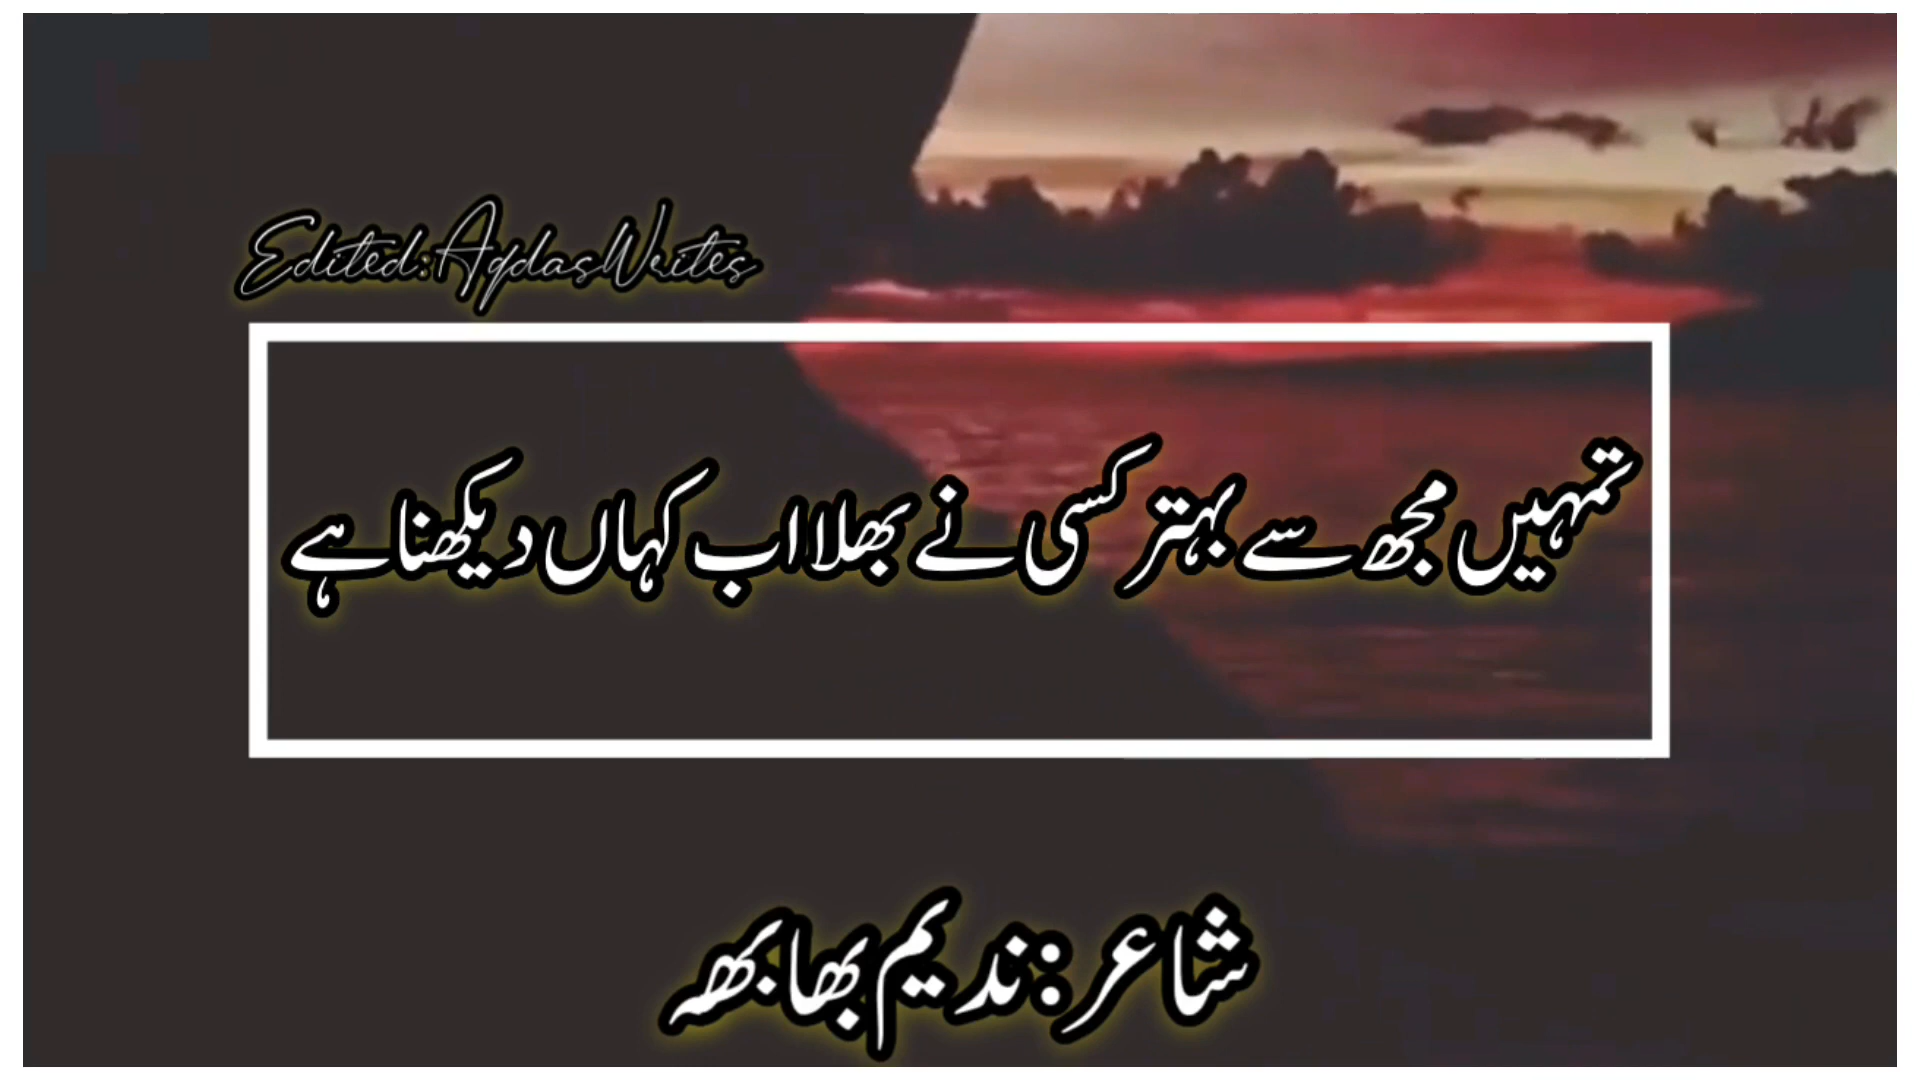 Edited:AqdasWrites
تمہیں مجھ سے بہتر کسی نے بھلا اب کہاں دیکھنا ہے
شاعر:ندیم بھابھہ